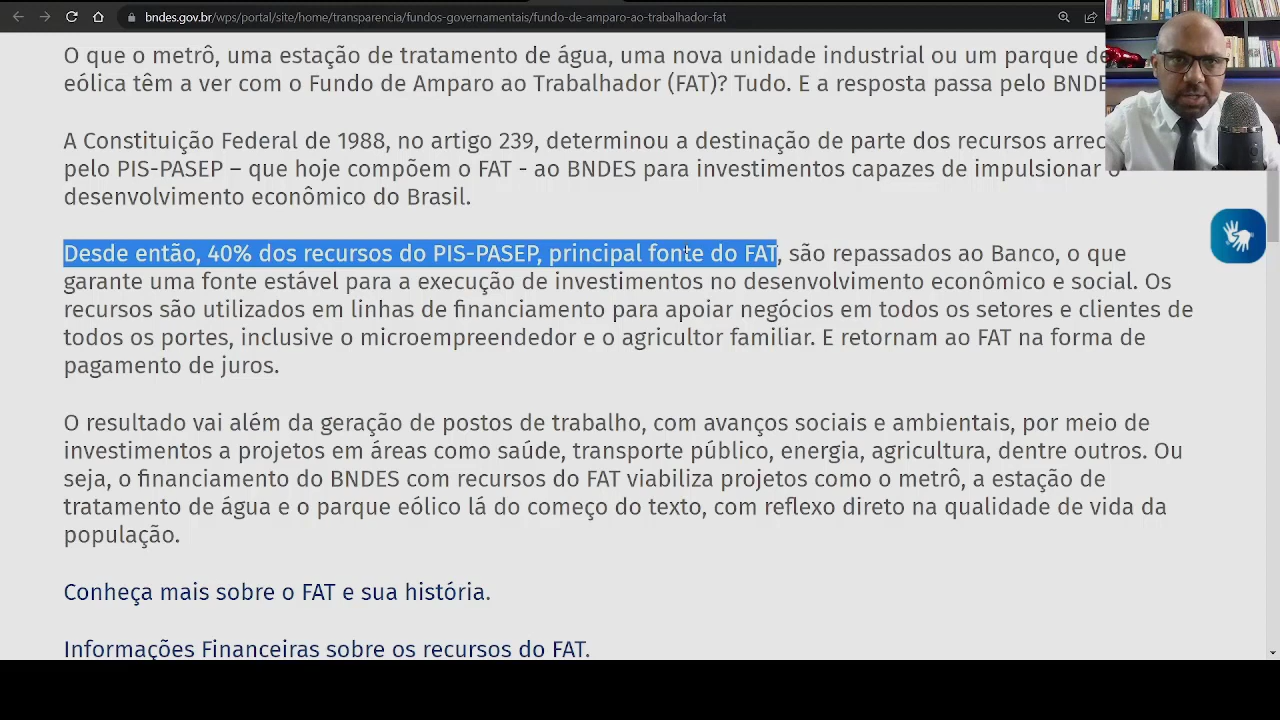 bndes.gov.br/wps/portal/site/home/transparencia/fundos-governamentais/fundo-de-amparo-ao-trabalhador-fat
O que o metrô, uma estação de tratamento de água, uma nova unidade industrial ou um parque de
eólica têm a ver com o Fundo de Amparo ao Trabalhador (FAT)? Tudo. E a resposta passa pelo BNDE
A Constituição Federal de 1988, no artigo 239, determinou a destinação de parte dos recursos arrec
pelo PIS-PASEP – que hoje compõem o FAT - ao BNDES para investimentos capazes de impulsionar o
desenvolvimento econômico do Brasil.
Desde então, 40% dos recursos do PIS-PASEP, principal fonte do FAT, são repassados ao Banco, o que
garante uma fonte estável para a execução de investimentos no desenvolvimento econômico e social. Os
recursos são utilizados em linhas de financiamento para apoiar negócios em todos os setores e clientes de
todos os portes, inclusive o microempreendedor e o agricultor familiar. E retornam ao FAT na forma de
pagamento de juros.
O resultado vai além da geração de postos de trabalho, com avanços sociais e ambientais, por meio de
investimentos a projetos em áreas como saúde, transporte público, energia, agricultura, dentre outros. Ou
seja, o financiamento do BNDES com recursos do FAT viabiliza projetos como o metrô, a estação de
tratamento de água e o parque eólico lá do começo do texto, com reflexo direto na qualidade de vida da
população.
Conheça mais sobre o FAT e sua história.
Informações Financeiras sobre os recursos do FAT.